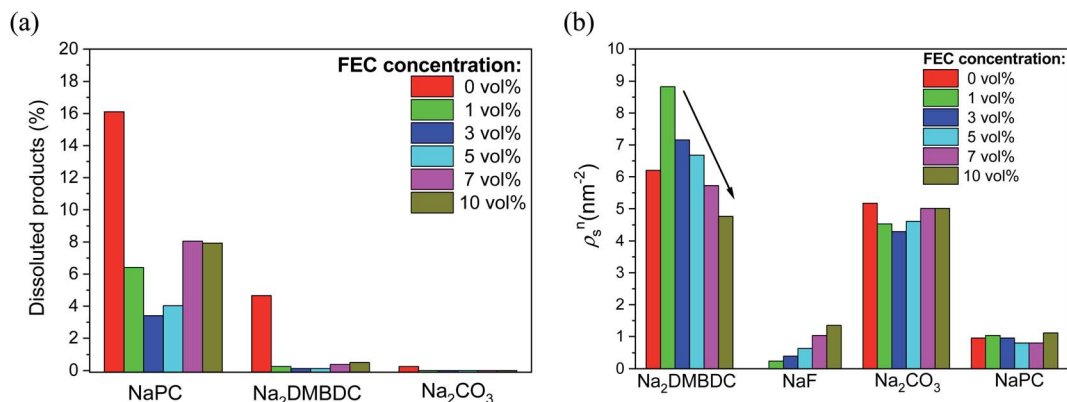 (a)
20
18
16
14
12
10
8
6
4
2
0
Dissoluted products (%)
FEC concentration:
0 vol%
1 vol%
3 vol%
5 vol%
7 vol%
10 vol%
NaPC
Na₂DMBDC
Na₂CO₃
(b)
10
9
8
7
6
5
4
3
2
1
0
ρₛⁿ(nm⁻²)
FEC concentration:
0 vol%
1 vol%
3 vol%
5 vol%
7 vol%
10 vol%
Na₂DMBDC
NaF
Na₂CO₃
NaPC